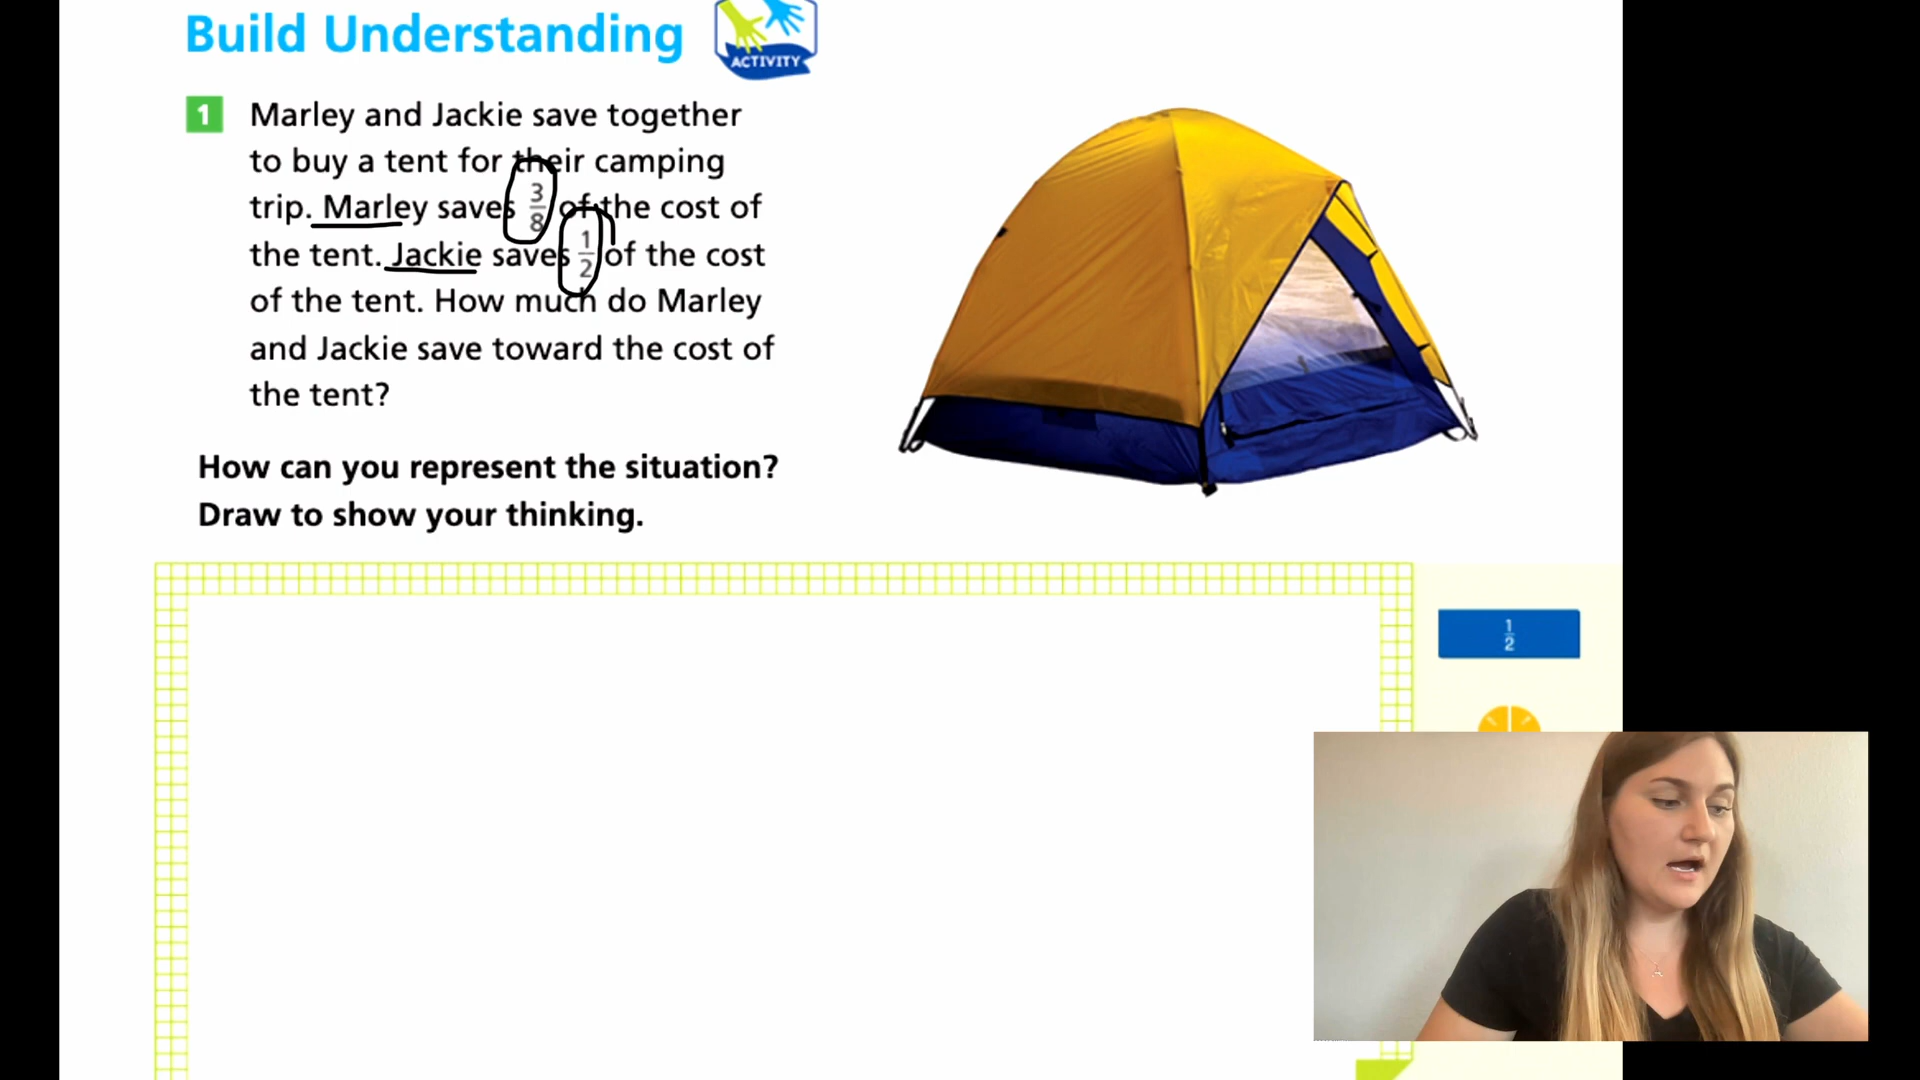 Build Understanding
ACTIVITY
1 Marley and Jackie save together
to buy a tent for their camping
trip. Marley saves 3/8 of the cost of
the tent. Jackie saves 1/2 of the cost
of the tent. How much do Marley
and Jackie save toward the cost of
the tent?
How can you represent the situation?
Draw to show your thinking.
1/2